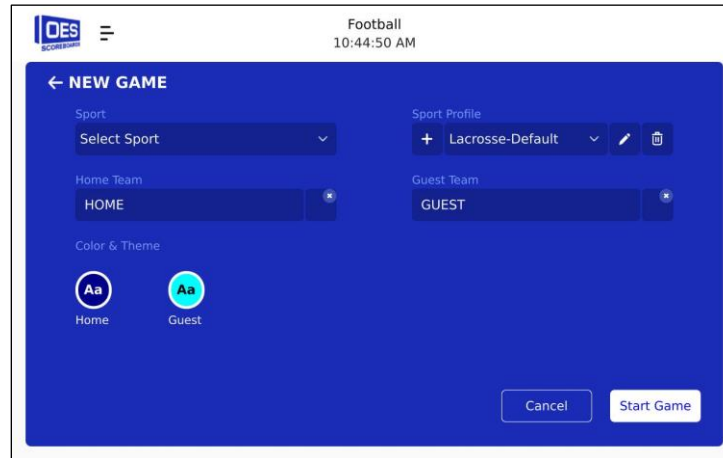 OES
SCOREBOARDS
Football
10:44:50 AM
← NEW GAME
Sport
Sport Profile
Select Sport
+ Lacrosse-Default
Home Team
Guest Team
HOME
GUEST
Color & Theme
Aa
Aa
Home
Guest
Cancel
Start Game